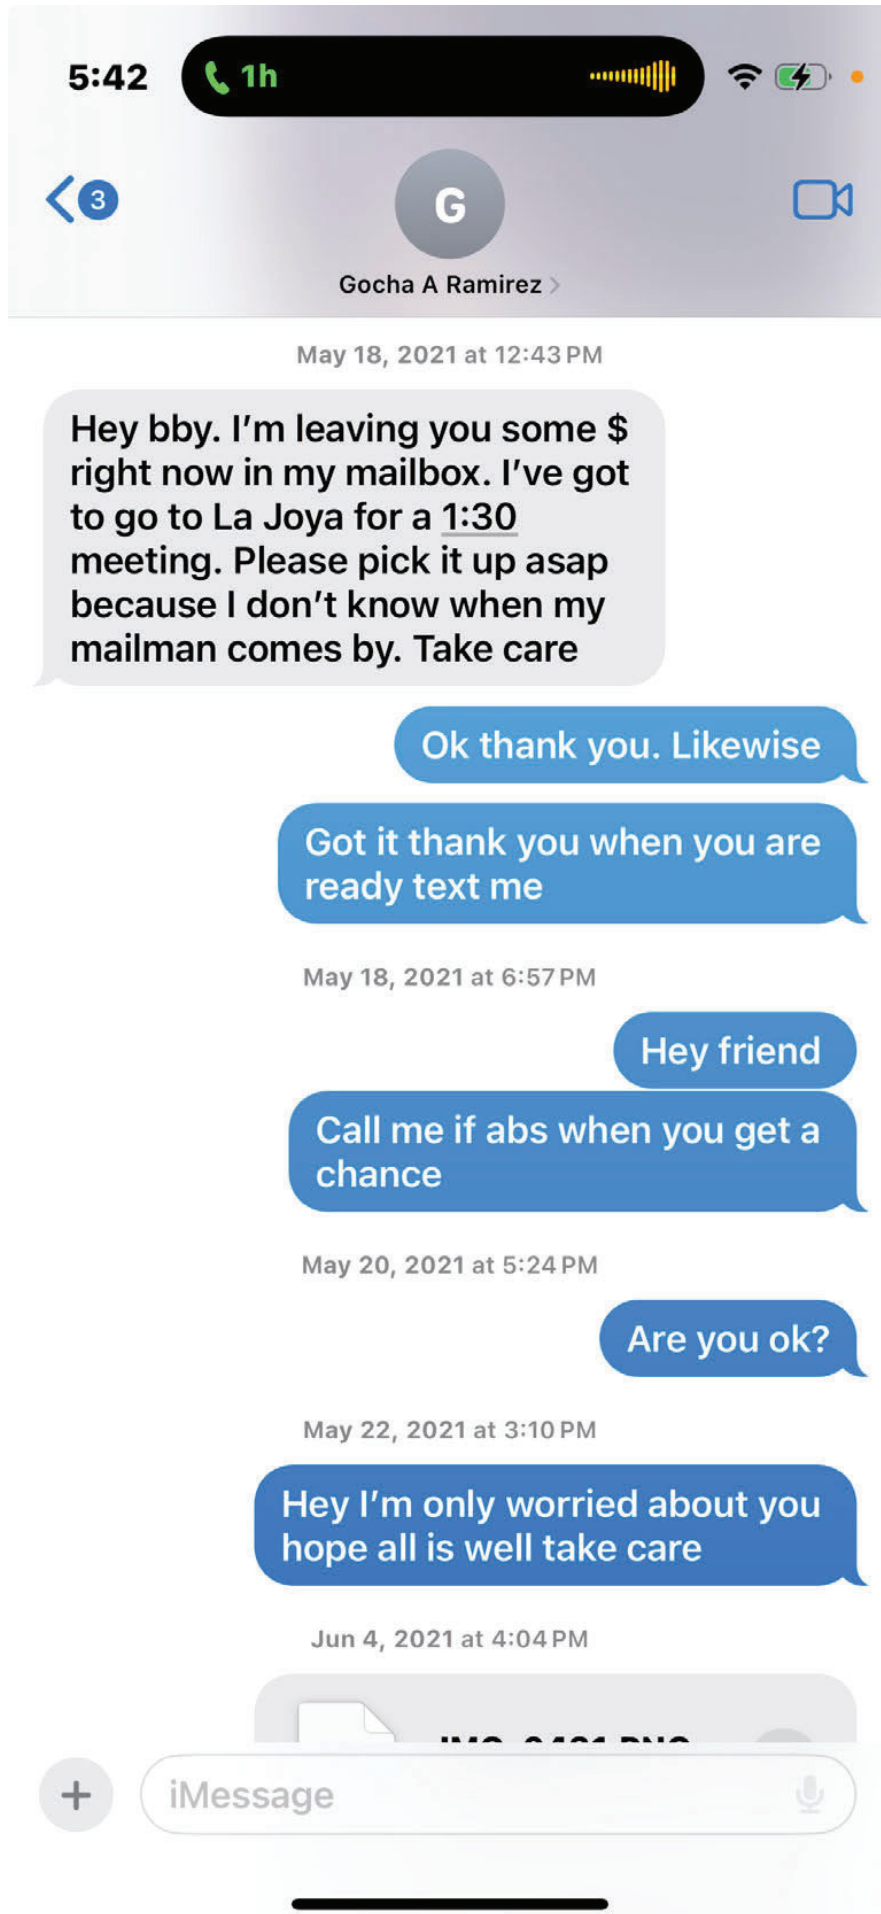 5:42
1h
3
G
Gocha A Ramirez
May 18, 2021 at 12:43 PM
Hey bby. I'm leaving you some $
right now in my mailbox. I've got
to go to La Joya for a 1:30
meeting. Please pick it up asap
because I don't know when my
mailman comes by. Take care
Ok thank you. Likewise
Got it thank you when you are
ready text me
May 18, 2021 at 6:57 PM
Hey friend
Call me if abs when you get a
chance
May 20, 2021 at 5:24 PM
Are you ok?
May 22, 2021 at 3:10 PM
Hey I'm only worried about you
hope all is well take care
Jun 4, 2021 at 4:04 PM
iMessage